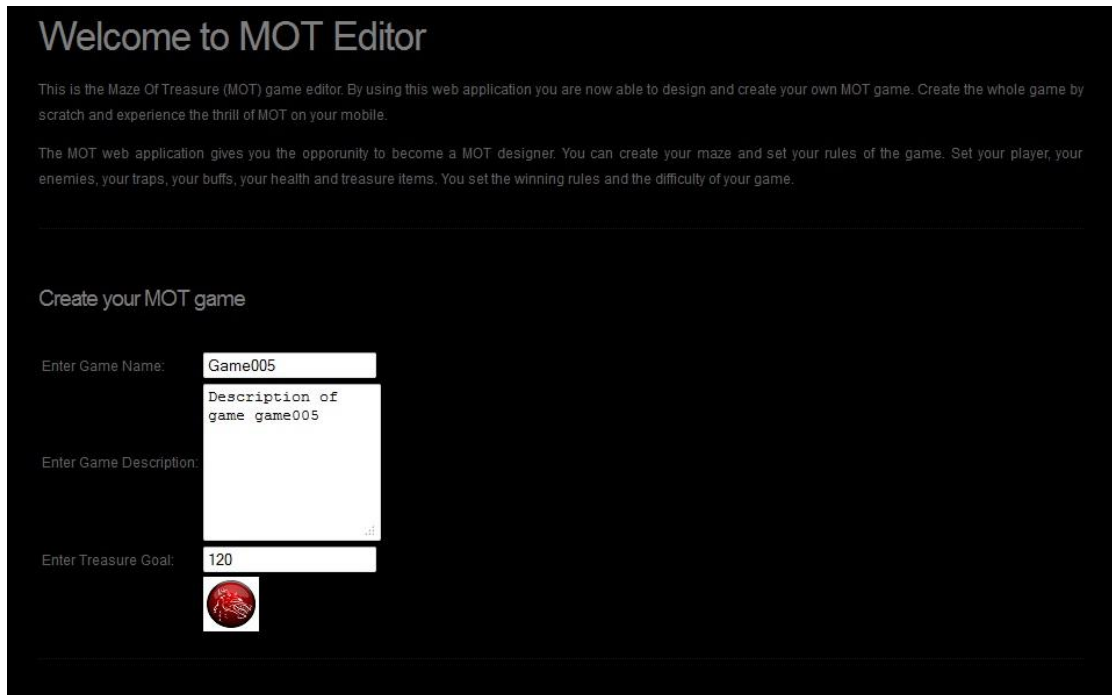 Welcome to MOT Editor
This is the Maze Of Treasure (MOT) game editor. By using this web application you are now able to design and create your own MOT game. Create the whole game by
scratch and experience the thrill of MOT on your mobile.
The MOT web application gives you the opporunity to become a MOT designer. You can create your maze and set your rules of the game. Set your player, your
enemies, your traps, your buffs, your health and treasure items. You set the winning rules and the difficulty of your game.
Create your MOT game
Enter Game Name: Game005
Enter Game Description: Description of
game game005
Enter Treasure Goal: 120